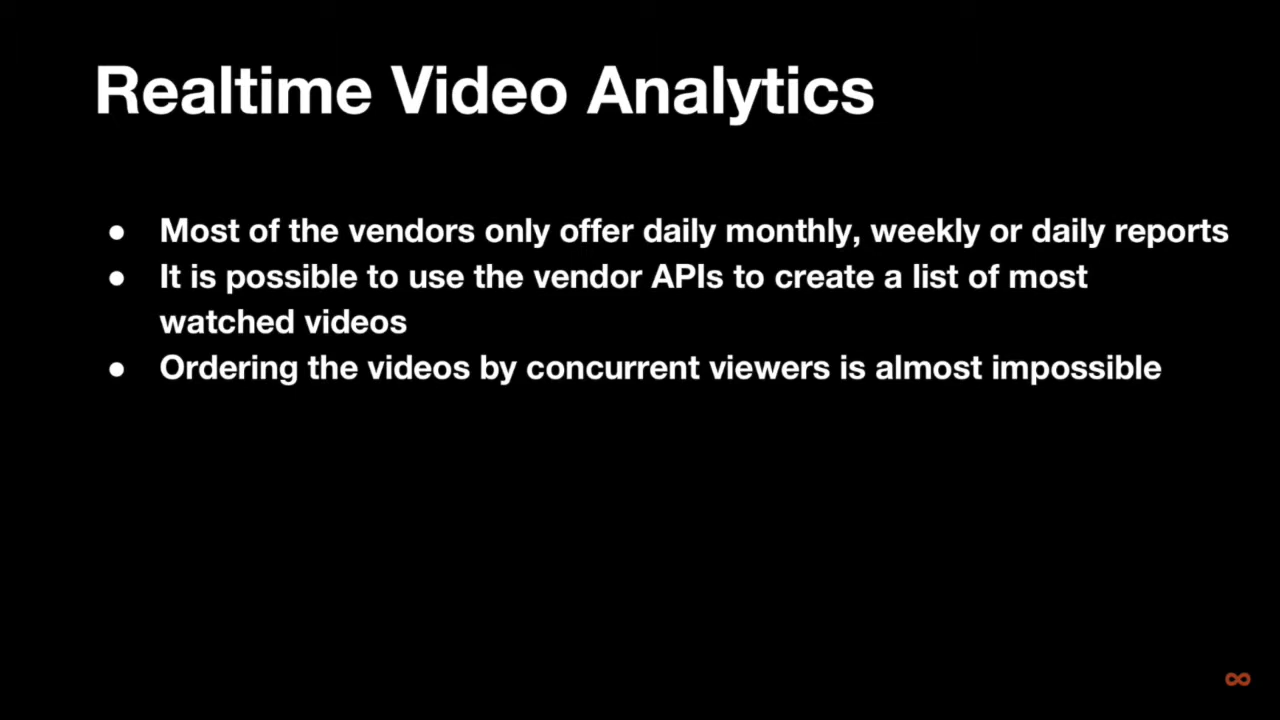 Realtime Video Analytics
● Most of the vendors only offer daily monthly, weekly or daily reports
● It is possible to use the vendor APIs to create a list of most
watched videos
● Ordering the videos by concurrent viewers is almost impossible